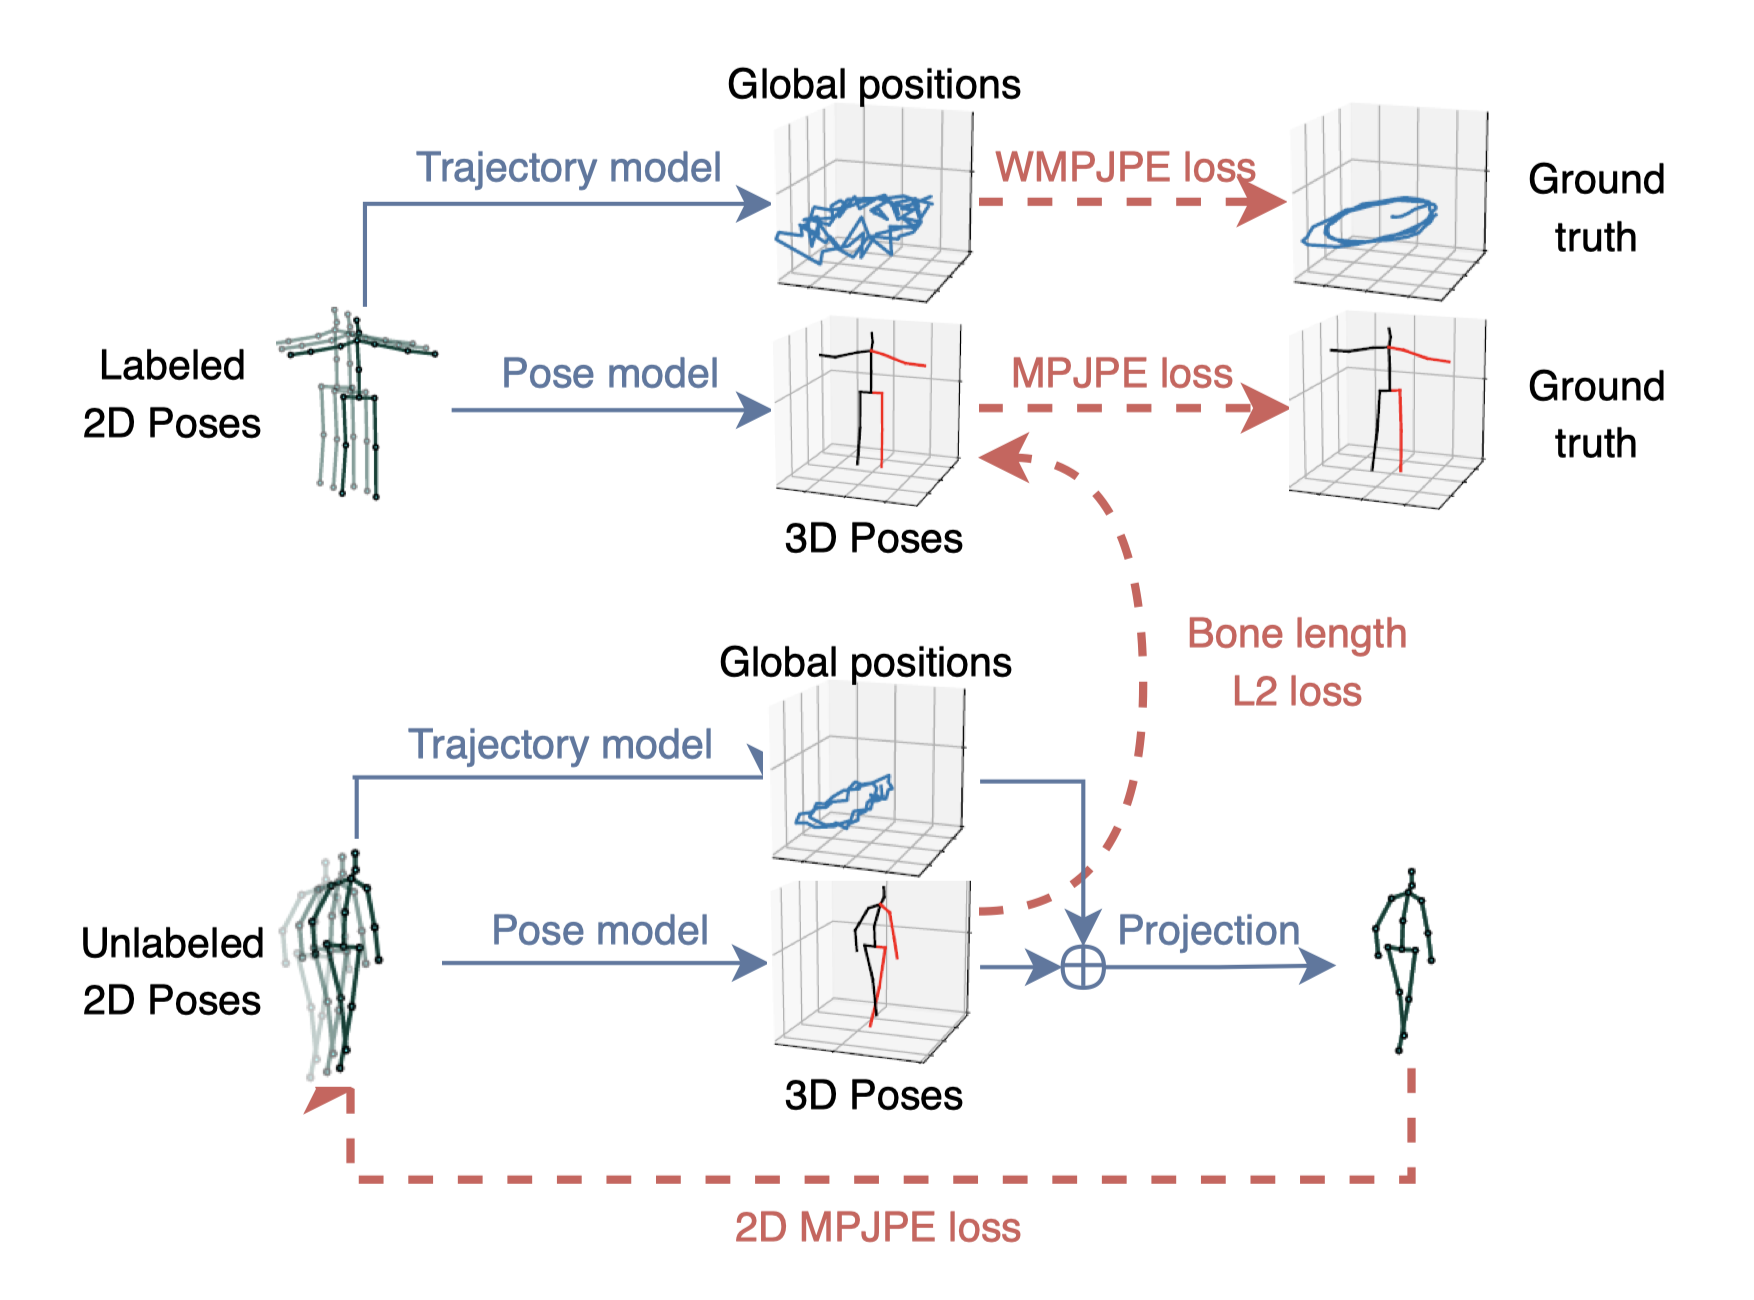 Global positions
Trajectory model
WMPJPE loss
Ground
truth
Labeled
2D Poses
Pose model
MPJPE loss
Ground
truth
3D Poses
Bone length
L2 loss
Global positions
Trajectory model
Unlabeled
2D Poses
Pose model
Projection
3D Poses
2D MPJPE loss